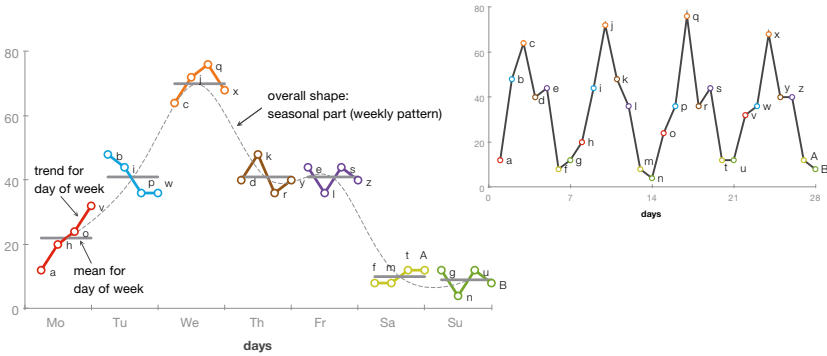 80
60
40
20
0
Mo
Tu
We
Th
Fr
Sa
Su
days
trend for
day of week
mean for
day of week
overall shape:
seasonal part (weekly pattern)
a
h
o
v
b
i
p
w
c
j
q
x
d
k
r
y
e
l
s
z
f
m
t
A
g
n
u
B
80
60
40
20
0
0
7
14
21
28
days
a
b
c
d
e
f
g
h
i
j
k
l
m
n
o
p
q
r
s
t
u
v
w
x
y
z
A
B